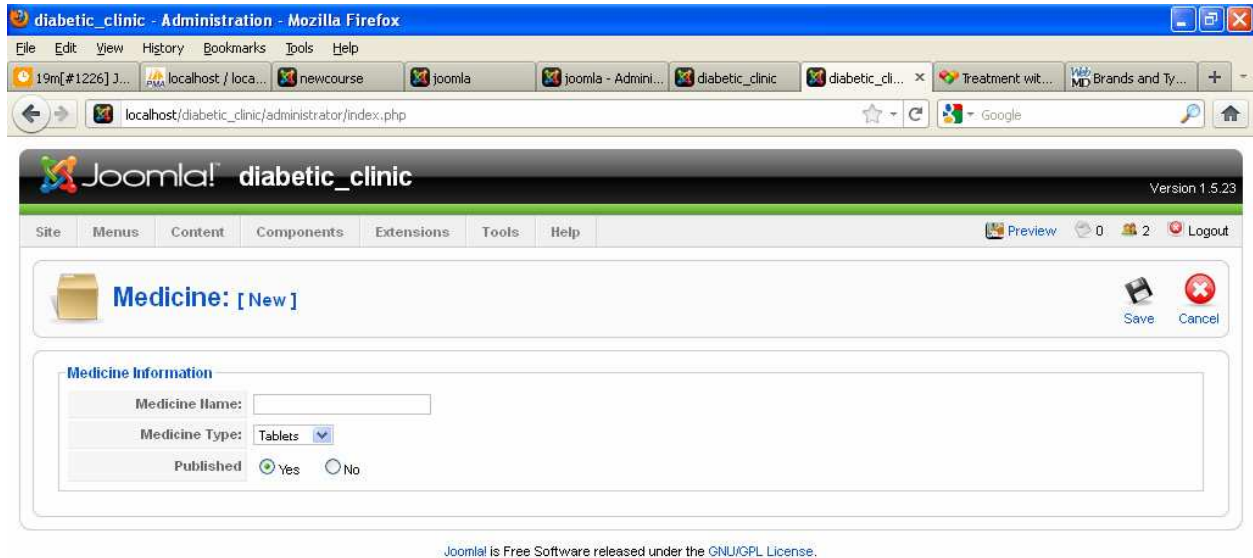 diabetic_clinic - Administration - Mozilla Firefox
File Edit View History Bookmarks Tools Help
19m[#1226] J... localhost / loca... newcourse joomla joomla - Admini... diabetic_clinic diabetic_cli... Treatment wit... Brands and Ty...
localhost/diabetic_clinic/administrator/index.php Google
Joomla! diabetic_clinic
Version 1.5.23
Site Menus Content Components Extensions Tools Help Preview 0 2 Logout
Medicine: [ New ]
Save Cancel
Medicine Information
Medicine Name:
Medicine Type: Tablets
Published Yes No
Joomla! is Free Software released under the GNU/GPL License.